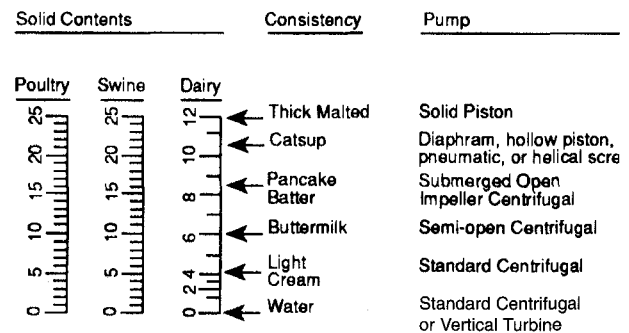 Solid Contents Consistency Pump
Poultry Swine Dairy
25 25 12 Thick Malted Solid Piston
20 20 10 Catsup Diaphram, hollow piston,
pneumatic, or helical scre
15 15 8 Pancake Submerged Open
Batter Impeller Centrifugal
10 10 6 Buttermilk Semi-open Centrifugal
5 5 4 Light Standard Centrifugal
Cream
2
0 0 0 Water Standard Centrifugal
or Vertical Turbine